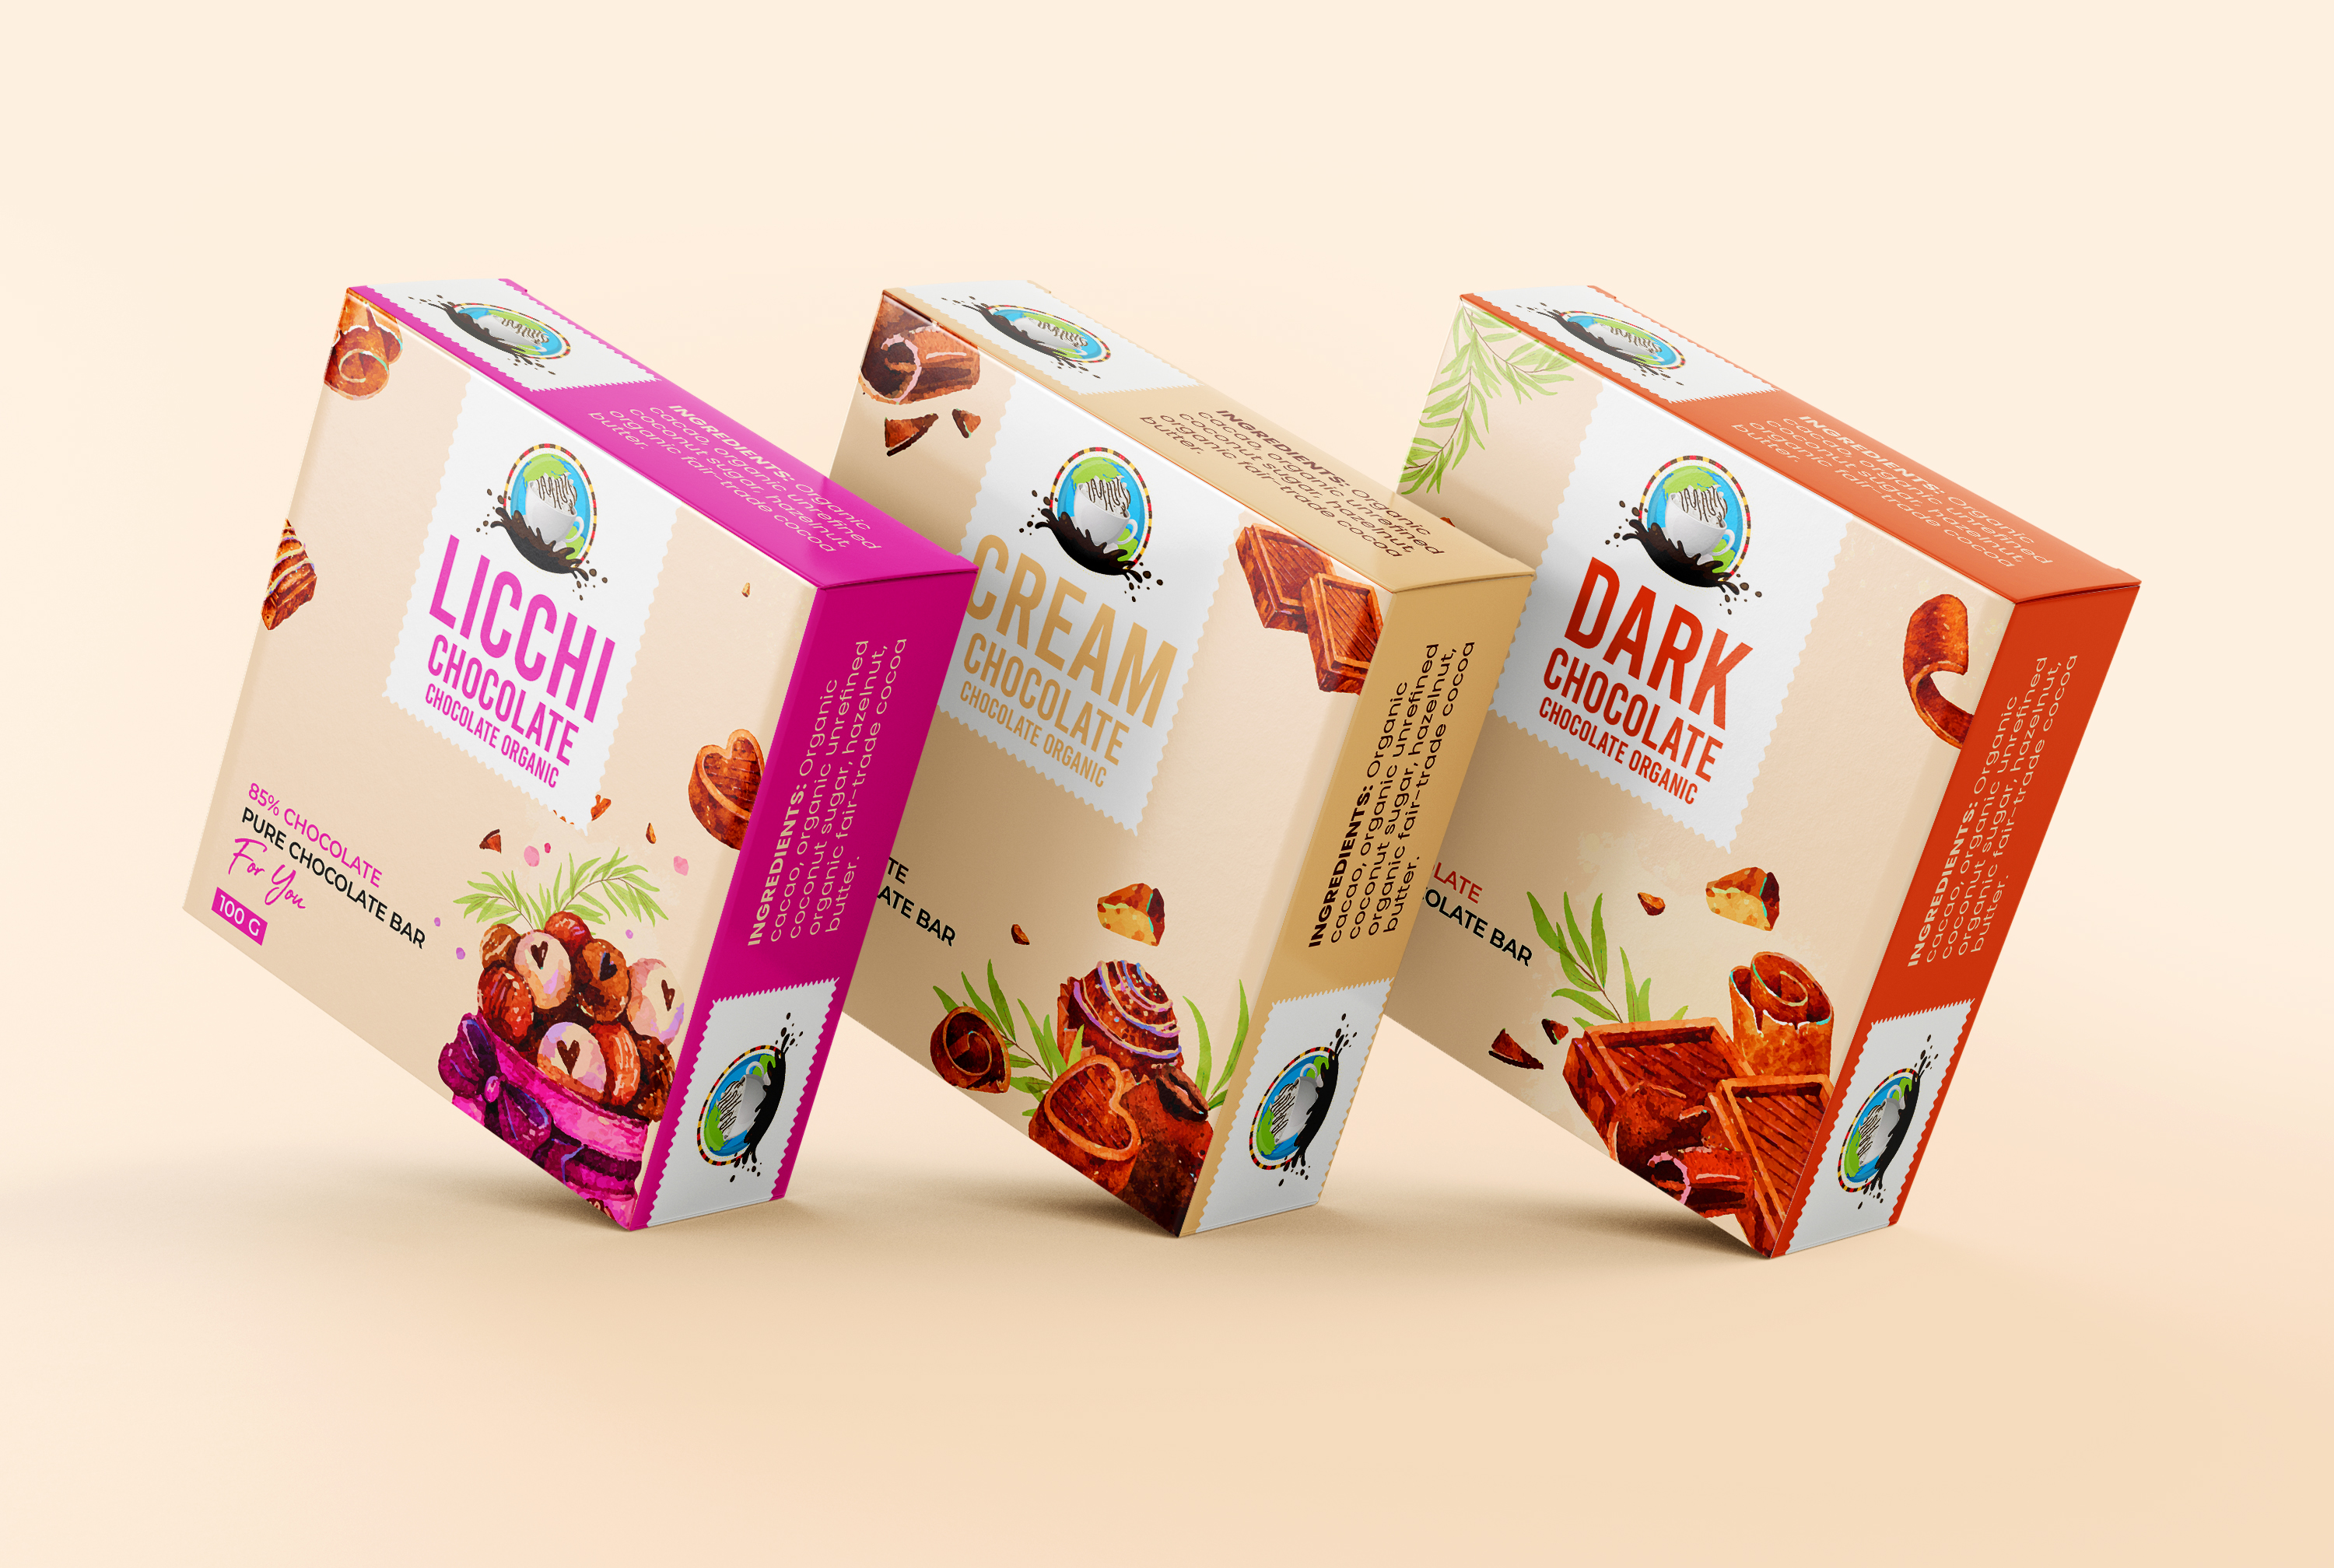 INGREDIENTS: Organic
cacao, organic unrefined
coconut sugar, hazelnut,
organic fair-trade cocoa
butter.
LICCHI
CHOCOLATE
CHOCOLATE ORGANIC
85% CHOCOLATE
PURE CHOCOLATE BAR
For You
100 G
INGREDIENTS: Organic
cacao, organic unrefined
coconut sugar, hazelnut,
organic fair-trade cocoa
butter.
INGREDIENTS: Organic
cacao, organic unrefined
coconut sugar, hazelnut,
organic fair-trade cocoa
butter.
CREAM
CHOCOLATE
CHOCOLATE ORGANIC
TE
ATE BAR
INGREDIENTS: Organic
cacao, organic unrefined
coconut sugar, hazelnut,
organic fair-trade cocoa
butter.
INGREDIENTS: Organic
cacao, organic unrefined
coconut sugar, hazelnut,
organic fair-trade cocoa
butter.
DARK
CHOCOLATE
CHOCOLATE ORGANIC
LATE
OLATE BAR
INGREDIENTS: Organic
cacao, organic unrefined
coconut sugar, hazelnut,
organic fair-trade cocoa
butter.